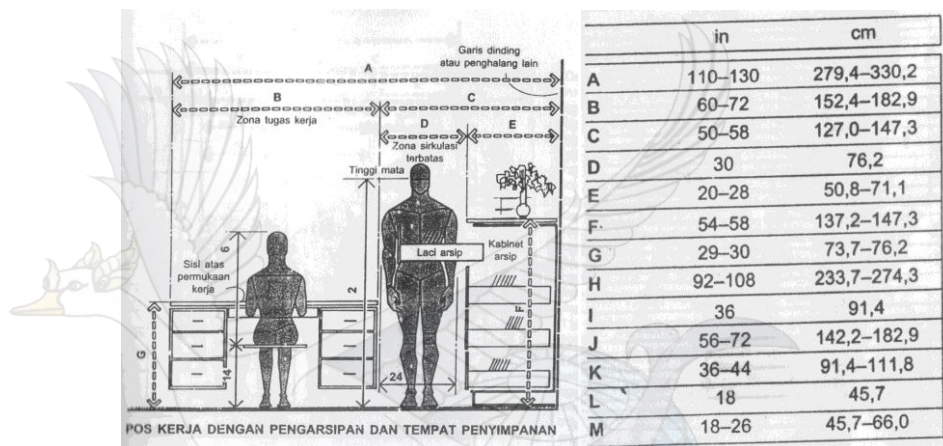 Garis dinding
atau penghalang lain
A
B
C
Zona tugas kerja
D
E
Zona sirkulasi
terbatas
Tinggi mata
6
Sisi atas
permukaan
kerja
Laci arsip
Kabinet
arsip
2
F
G
14
24
POS KERJA DENGAN PENGARSIPAN DAN TEMPAT PENYIMPANAN
in cm
A 110–130 279,4–330,2
B 60–72 152,4–182,9
C 50–58 127,0–147,3
D 30 76,2
E 20–28 50,8–71,1
F 54–58 137,2–147,3
G 29–30 73,7–76,2
H 92–108 233,7–274,3
I 36 91,4
J 56–72 142,2–182,9
K 36–44 91,4–111,8
L 18 45,7
M 18–26 45,7–66,0